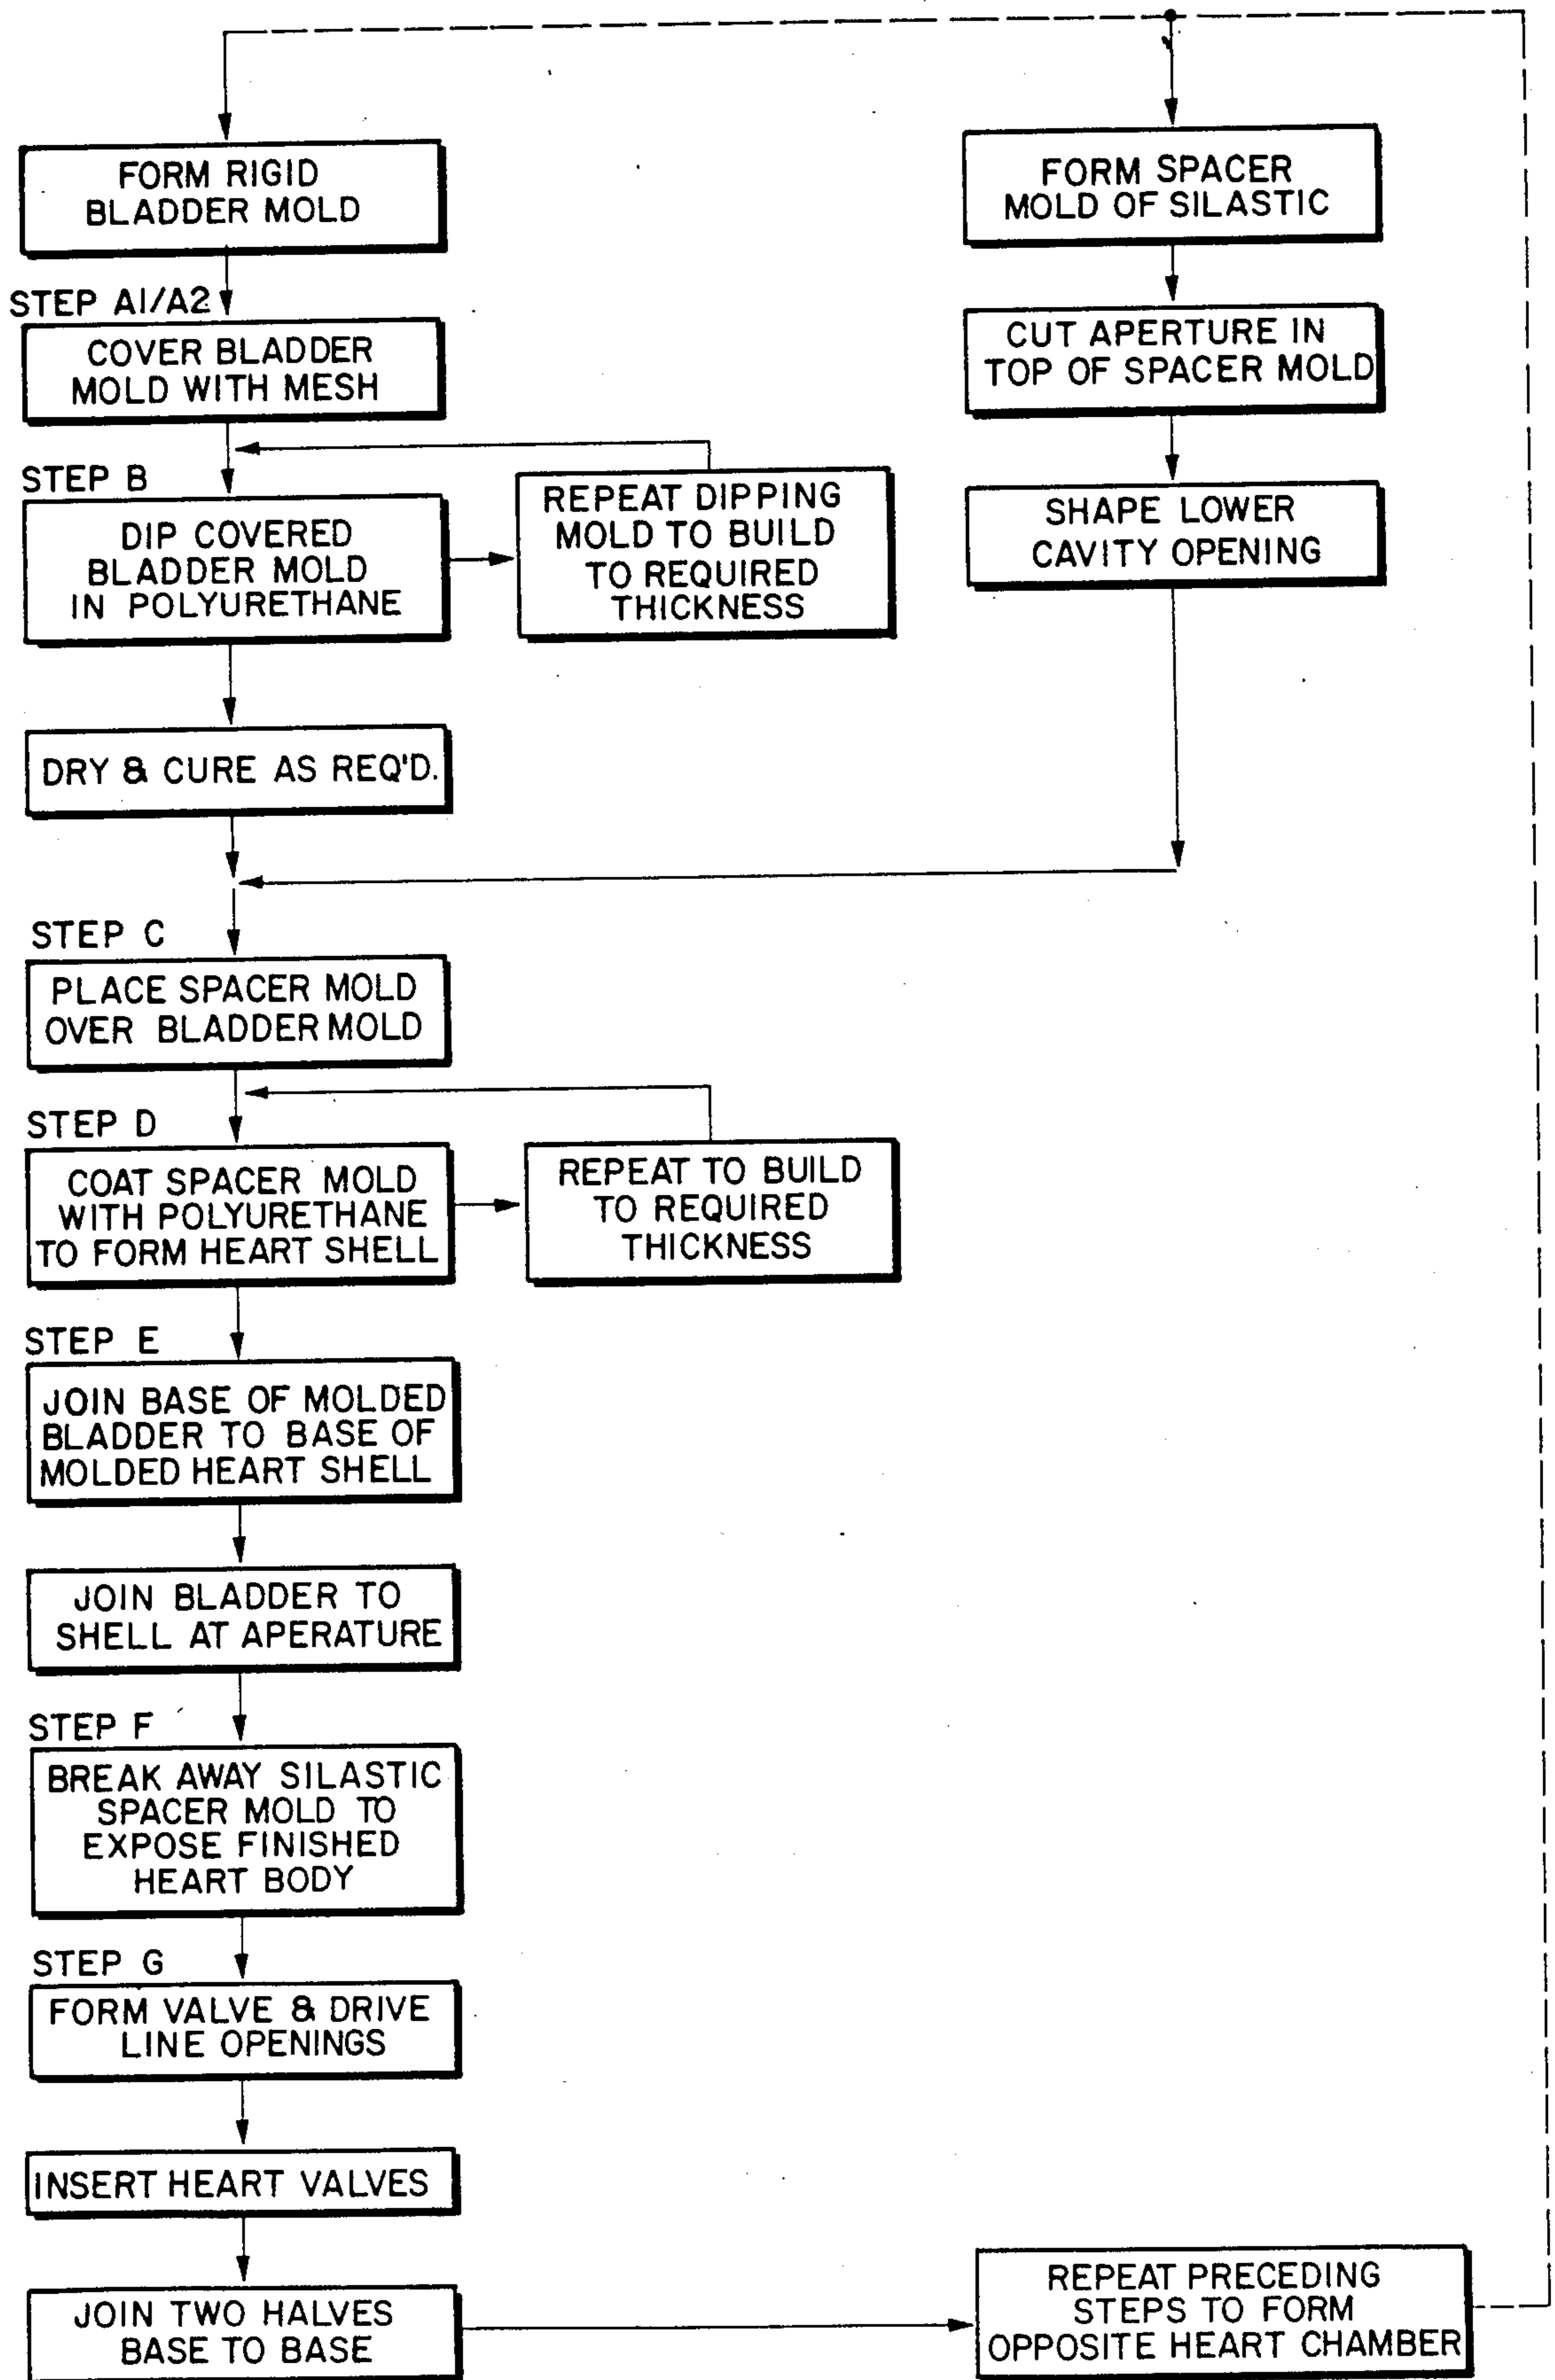 FORM RIGID
BLADDER MOLD
FORM SPACER
MOLD OF SILASTIC
STEP A1/A2
COVER BLADDER
MOLD WITH MESH
CUT APERTURE IN
TOP OF SPACER MOLD
STEP B
DIP COVERED
BLADDER MOLD
IN POLYURETHANE
REPEAT DIPPING
MOLD TO BUILD
TO REQUIRED
THICKNESS
SHAPE LOWER
CAVITY OPENING
DRY & CURE AS REQ'D.
STEP C
PLACE SPACER MOLD
OVER BLADDER MOLD
STEP D
COAT SPACER MOLD
WITH POLYURETHANE
TO FORM HEART SHELL
REPEAT TO BUILD
TO REQUIRED
THICKNESS
STEP E
JOIN BASE OF MOLDED
BLADDER TO BASE OF
MOLDED HEART SHELL
JOIN BLADDER TO
SHELL AT APERATURE
STEP F
BREAK AWAY SILASTIC
SPACER MOLD TO
EXPOSE FINISHED
HEART BODY
STEP G
FORM VALVE & DRIVE
LINE OPENINGS
INSERT HEART VALVES
JOIN TWO HALVES
BASE TO BASE
REPEAT PRECEDING
STEPS TO FORM
OPPOSITE HEART CHAMBER